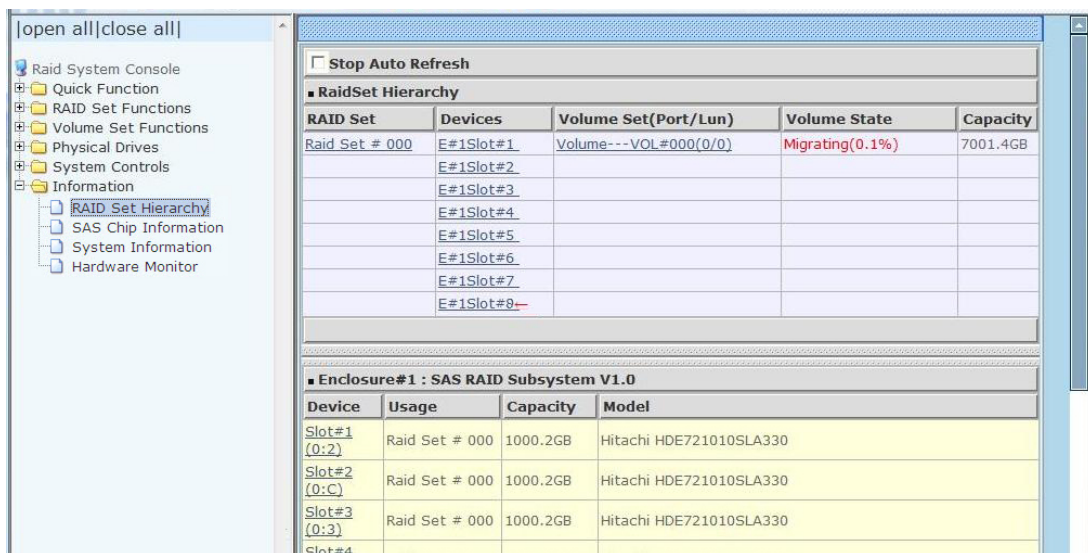 |open all|close all|
Raid System Console
Quick Function
RAID Set Functions
Volume Set Functions
Physical Drives
System Controls
Information
RAID Set Hierarchy
SAS Chip Information
System Information
Hardware Monitor
Stop Auto Refresh
RaidSet Hierarchy
RAID Set Devices Volume Set(Port/Lun) Volume State Capacity
Raid Set # 000 E#1Slot#1 Volume---VOL#000(0/0) Migrating(0.1%) 7001.4GB
E#1Slot#2
E#1Slot#3
E#1Slot#4
E#1Slot#5
E#1Slot#6
E#1Slot#7
E#1Slot#8←
Enclosure#1 : SAS RAID Subsystem V1.0
Device Usage Capacity Model
Slot#1
(0:2) Raid Set # 000 1000.2GB Hitachi HDE721010SLA330
Slot#2
(0:C) Raid Set # 000 1000.2GB Hitachi HDE721010SLA330
Slot#3
(0:3) Raid Set # 000 1000.2GB Hitachi HDE721010SLA330
Slot#4